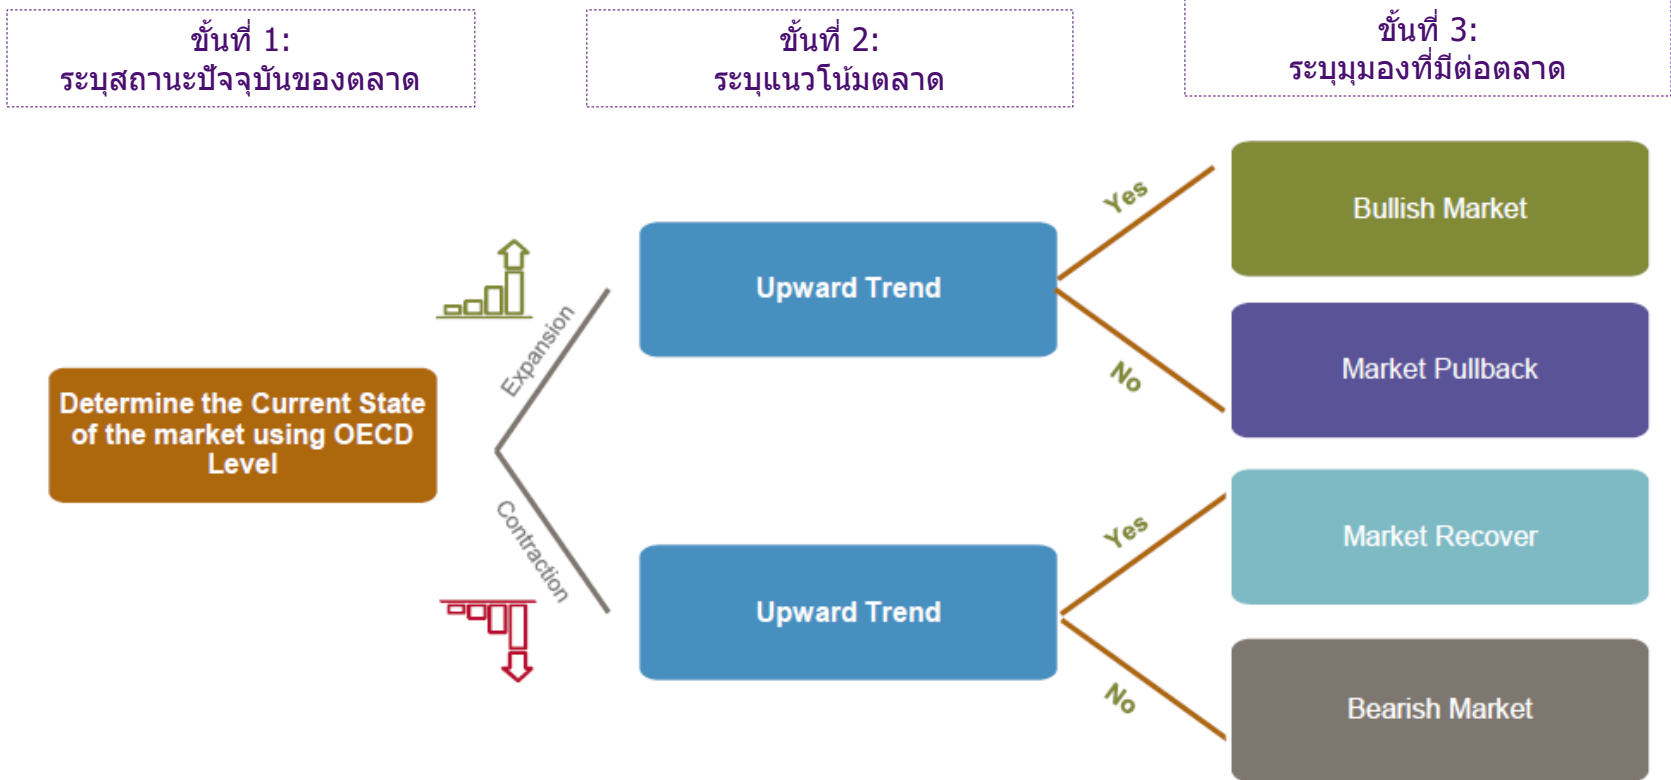 ขั้นที่ 1:
ระบุสถานะปัจจุบันของตลาด
ขั้นที่ 2:
ระบุแนวโน้มตลาด
ขั้นที่ 3:
ระบุมุมองที่มีต่อตลาด
Determine the Current State
of the market using OECD
Level
Expansion
Contraction
Upward Trend
Yes
No
Bullish Market
Market Pullback
Upward Trend
Yes
No
Market Recover
Bearish Market